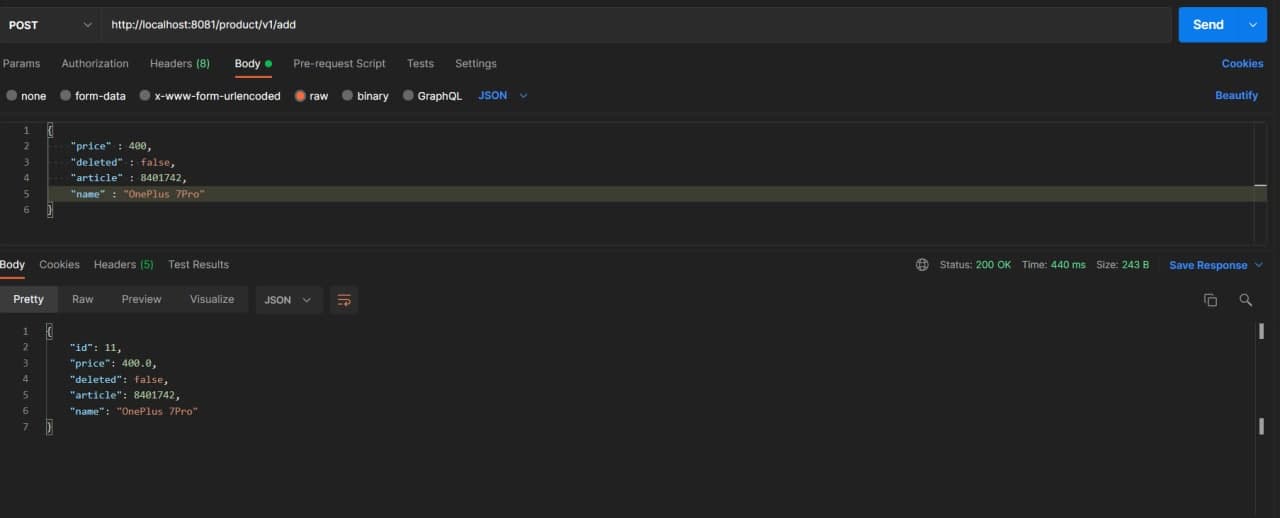 POST http://localhost:8081/product/v1/add Send
Params Authorization Headers (8) Body Pre-request Script Tests Settings Cookies
none form-data x-www-form-urlencoded raw binary GraphQL JSON Beautify
1 {
2 "price" : 400,
3 "deleted" : false,
4 "article" : 8401742,
5 "name" : "OnePlus 7Pro"
6 }
Body Cookies Headers (5) Test Results Status: 200 OK Time: 440 ms Size: 243 B Save Response
Pretty Raw Preview Visualize JSON
1 {
2 "id": 11,
3 "price": 400.0,
4 "deleted": false,
5 "article": 8401742,
6 "name": "OnePlus 7Pro"
7 }